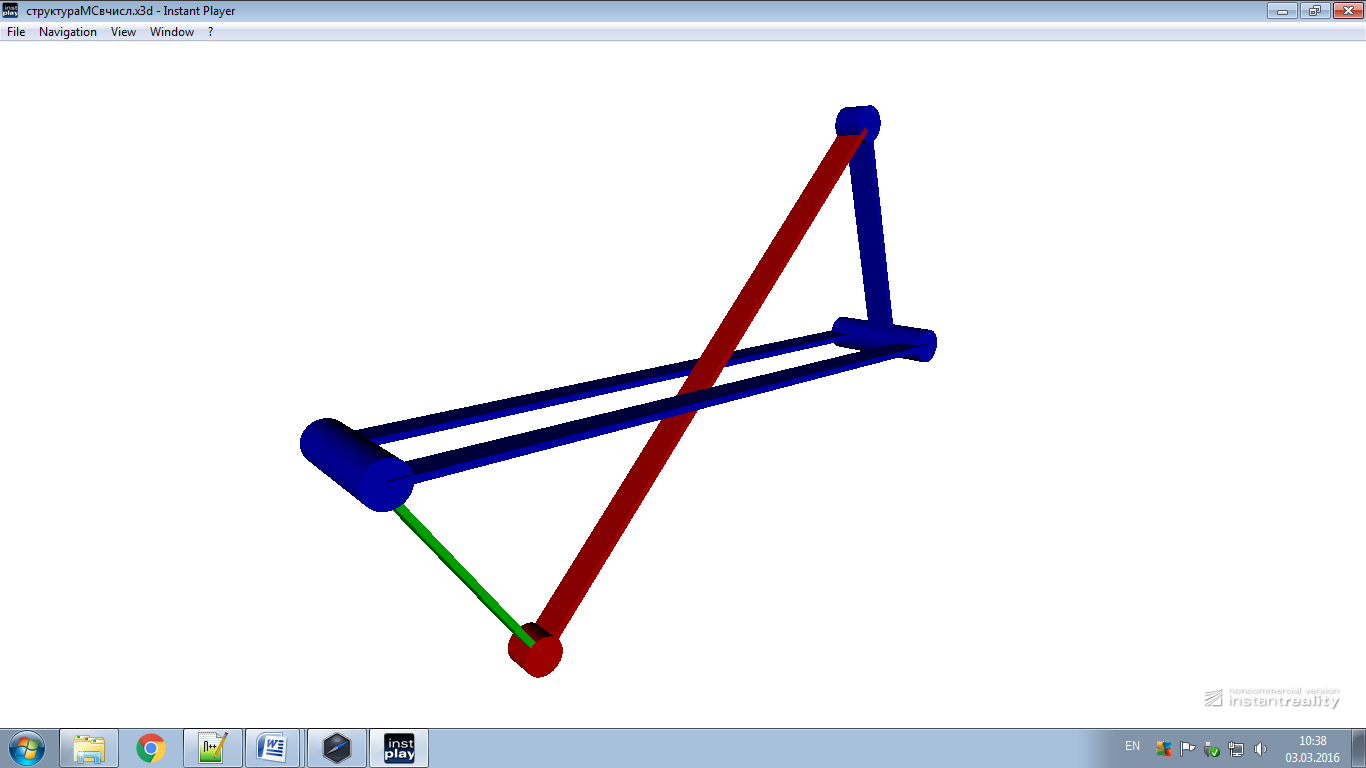 структураМСвчисл.x3d - Instant Player
File Navigation View Window ?
noncommercial version
instantreality
inst
play
EN
10:38
03.03.2016